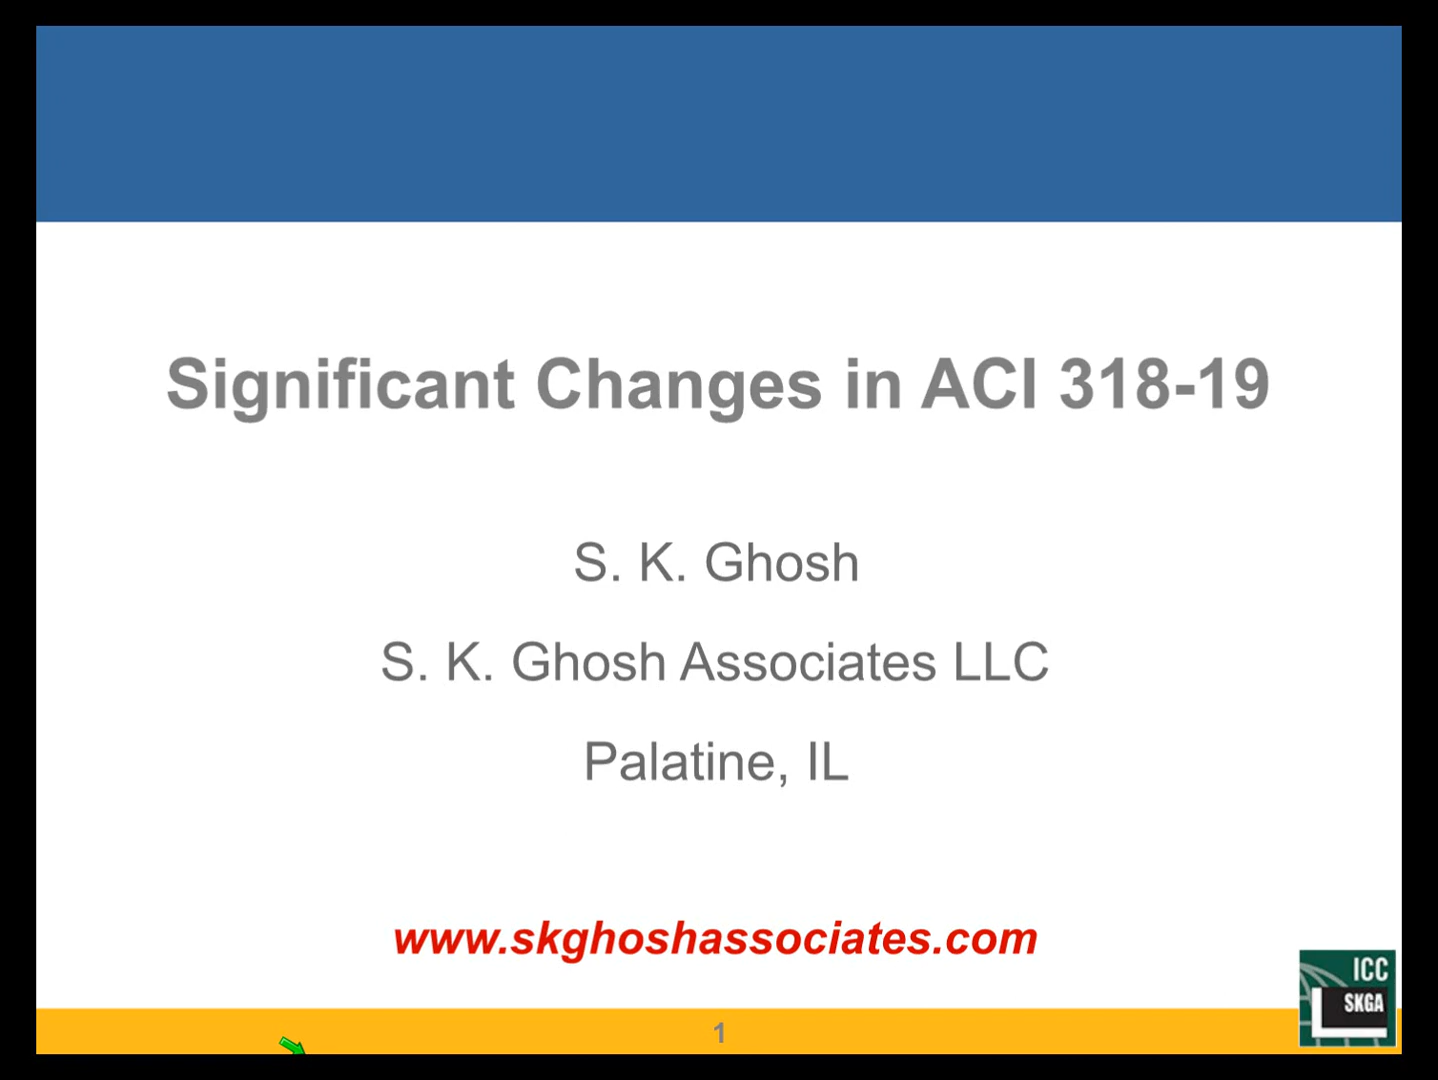 Significant Changes in ACI 318-19
S. K. Ghosh
S. K. Ghosh Associates LLC
Palatine, IL
www.skghoshassociates.com
ICC
SKGA
1